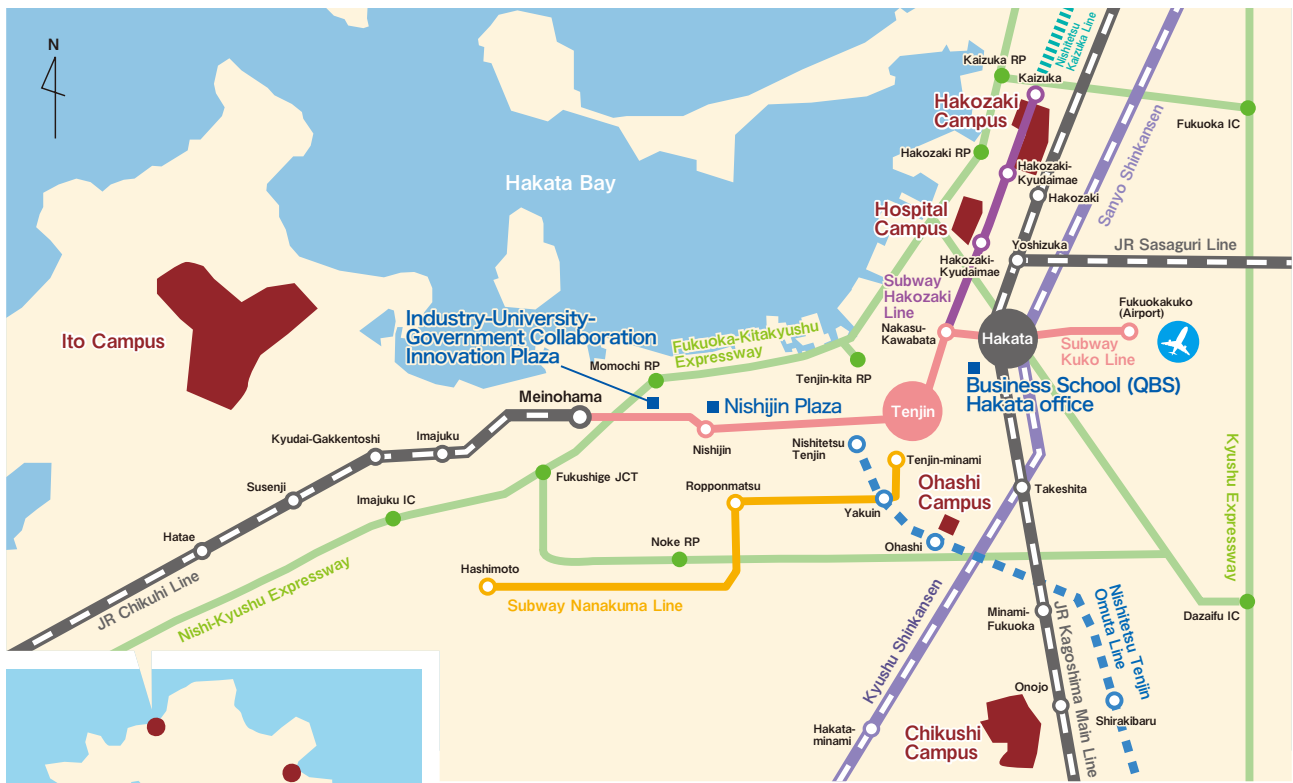 N
Nishitetsu
Kaizuka Line
Kaizuka RP
Kaizuka
Hakozaki
Campus
Fukuoka IC
Hakozaki RP
Hakozaki-
Kyudaimae
Hakozaki
Sanyo Shinkansen
Hakata Bay
Hospital
Campus
Yoshizuka
JR Sasaguri Line
Hakozaki-
Kyudaimae
Subway
Hakozaki
Line
Fukuokakuko
(Airport)
Ito Campus
Industry-University-
Government Collaboration
Innovation Plaza
Fukuoka-Kitakyushu
Expressway
Nakasu-
Kawabata
Hakata
Subway
Kuko Line
Momochi RP
Tenjin-kita RP
Business School (QBS)
Hakata office
Meinohama
Nishijin Plaza
Tenjin
Kyudai-Gakkentoshi
Imajuku
Nishijin
Nishitetsu
Tenjin
Tenjin-minami
Kyushu Expressway
Susenji
Imajuku IC
Fukushige JCT
Ropponmatsu
Ohashi
Campus
Takeshita
Yakuin
Hatae
Noke RP
Ohashi
Hashimoto
Subway Nanakuma Line
JR Chikuhi Line
Nishi-Kyushu Expressway
Kyushu Shinkansen
Minami-
Fukuoka
JR Kagoshima Main Line
Nishitetsu Tenjin
Omuta Line
Dazaifu IC
Onojo
Shirakibaru
Hakata-
minami
Chikushi
Campus